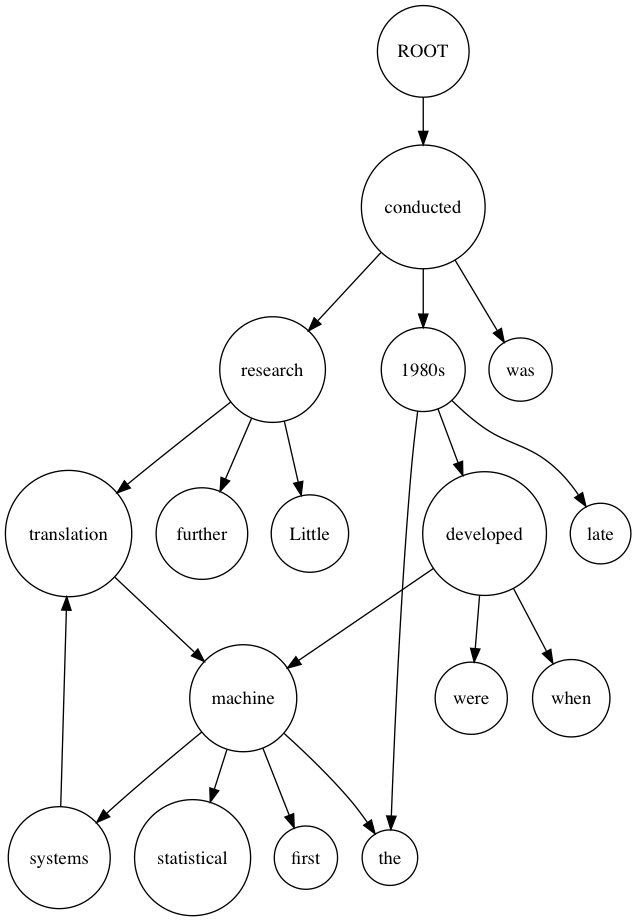 ROOT
conducted
research
1980s
was
translation
further
Little
developed
late
machine
were
when
systems
statistical
first
the